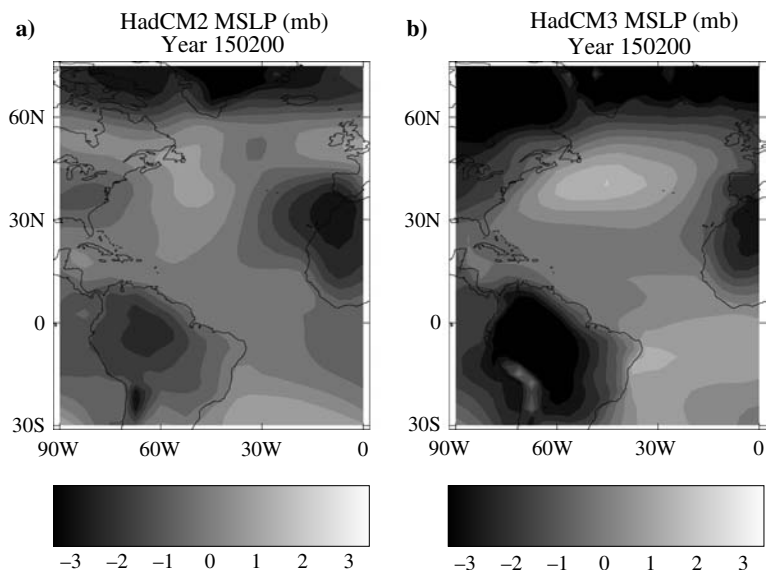 a)
HadCM2 MSLP (mb)
Year 150200
60N
30N
0
30S
90W 60W 30W 0
–3 –2 –1 0 1 2 3
b)
HadCM3 MSLP (mb)
Year 150200
60N
30N
0
30S
90W 60W 30W 0
–3 –2 –1 0 1 2 3